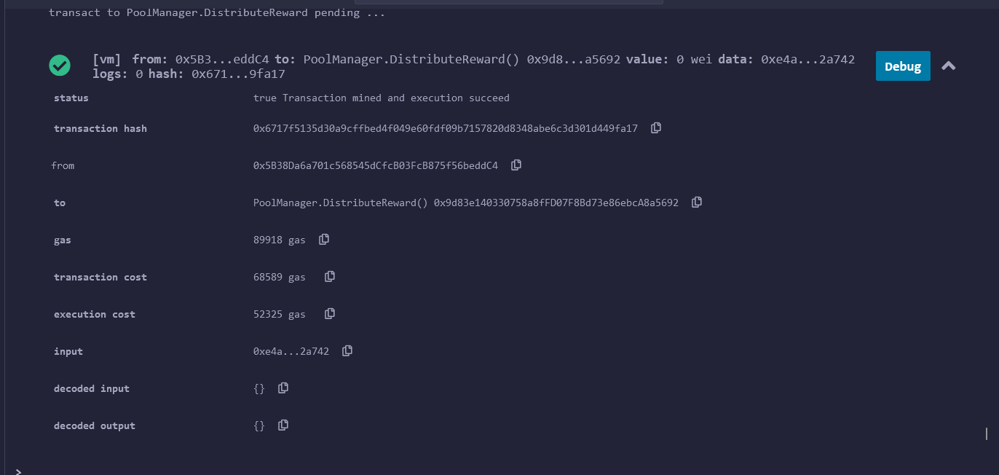 transact to PoolManager.DistributeReward pending ...
[vm] from: 0x5B3...eddC4 to: PoolManager.DistributeReward() 0x9d8...a5692 value: 0 wei data: 0xe4a...2a742
logs: 0 hash: 0x671...9fa17
Debug
status true Transaction mined and execution succeed
transaction hash 0x6717f5135d30a9cffbed4f049e60fdf09b7157820d8348abe6c3d301d449fa17
from 0x5B38Da6a701c568545dCfcB03FcB875f56beddC4
to PoolManager.DistributeReward() 0x9d83e140330758a8fFD07F8Bd73e86ebcA8a5692
gas 89918 gas
transaction cost 68589 gas
execution cost 52325 gas
input 0xe4a...2a742
decoded input {}
decoded output {}
>